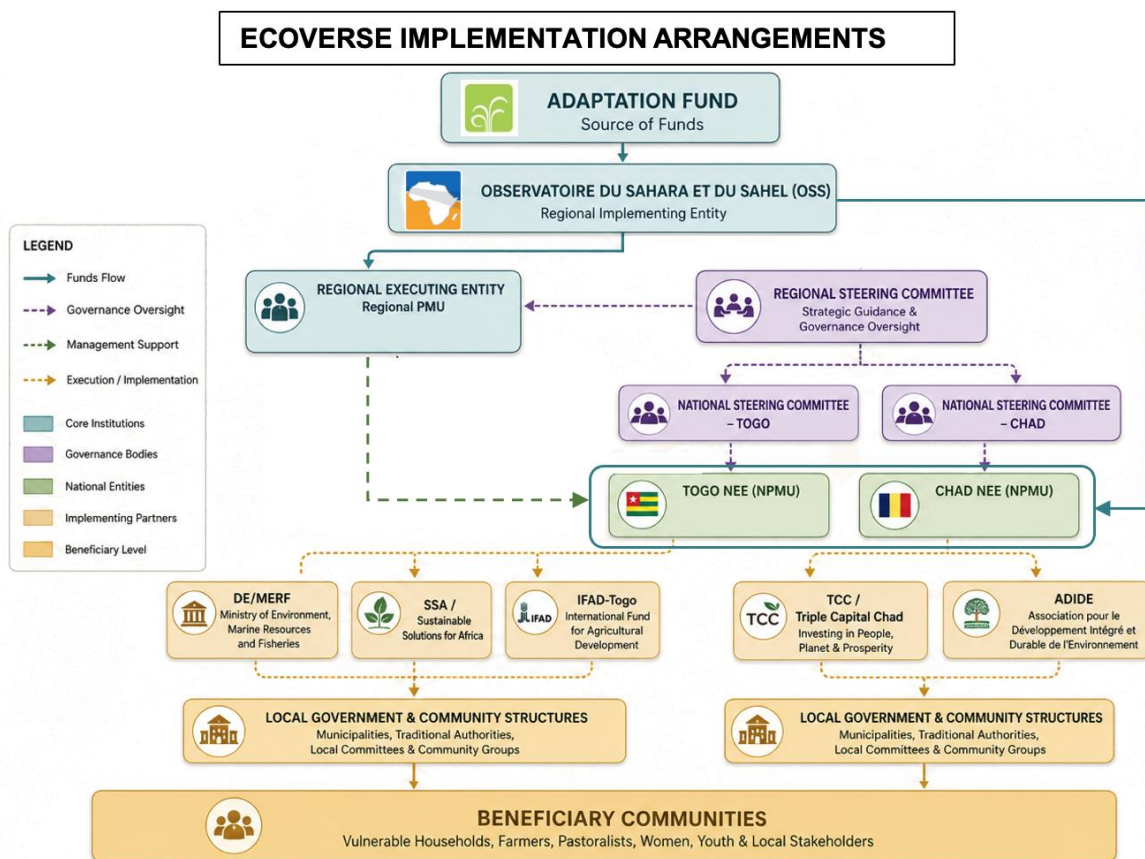 ECOVERSE IMPLEMENTATION ARRANGEMENTS
ADAPTATION FUND
Source of Funds
OBSERVATOIRE DU SAHARA ET DU SAHEL (OSS)
Regional Implementing Entity
LEGEND
Funds Flow
Governance Oversight
Management Support
Execution / Implementation
Core Institutions
Governance Bodies
National Entities
Implementing Partners
Beneficiary Level
REGIONAL EXECUTING ENTITY
Regional PMU
REGIONAL STEERING COMMITTEE
Strategic Guidance &
Governance Oversight
NATIONAL STEERING COMMITTEE
– TOGO
NATIONAL STEERING COMMITTEE
– CHAD
TOGO NEE (NPMU)
CHAD NEE (NPMU)
DE/MERF
Ministry of Environment,
Marine Resources
and Fisheries
SSA /
Sustainable
Solutions for Africa
IFAD
IFAD-Togo
International Fund
for Agricultural
Development
TCC
TCC /
Triple Capital Chad
Investing in People,
Planet & Prosperity
ADIDE
Association pour le
Développement Intégré et
Durable de l'Environnement
LOCAL GOVERNMENT & COMMUNITY STRUCTURES
Municipalities, Traditional Authorities,
Local Committees & Community Groups
LOCAL GOVERNMENT & COMMUNITY STRUCTURES
Municipalities, Traditional Authorities,
Local Committees & Community Groups
BENEFICIARY COMMUNITIES
Vulnerable Households, Farmers, Pastoralists, Women, Youth & Local Stakeholders